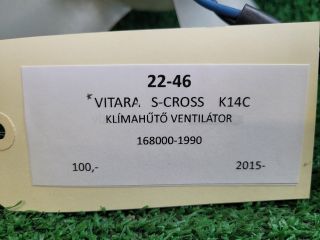 22-46
*VITARA S-CROSS K14C
KLÍMAHŰTŐ VENTILÁTOR
168000-1990
100,- 2015-